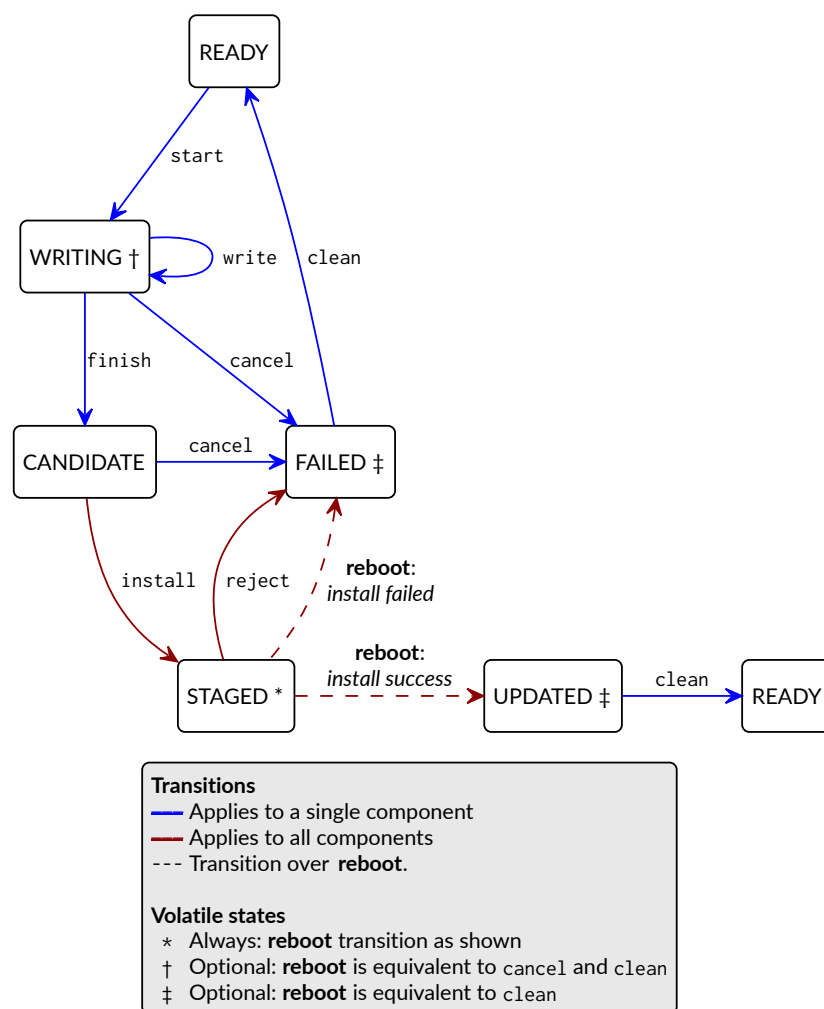 READY
start
WRITING †
write
clean
finish
cancel
CANDIDATE
cancel
FAILED ‡
install
reject
reboot:
install failed
reboot:
install success
STAGED *
UPDATED ‡
clean
READY
Transitions
Applies to a single component
Applies to all components
--- Transition over reboot.
Volatile states
* Always: reboot transition as shown
† Optional: reboot is equivalent to cancel and clean
‡ Optional: reboot is equivalent to clean